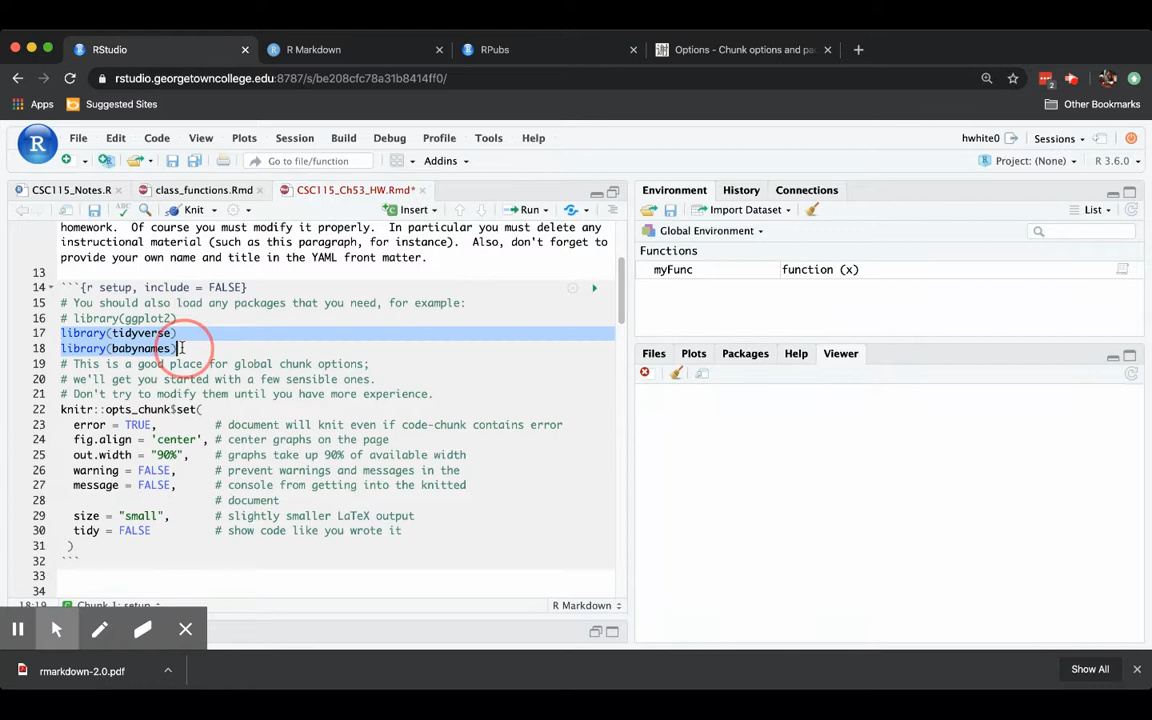 RStudio
R Markdown
RPubs
Options - Chunk options and pa
rstudio.georgetowncollege.edu:8787/s/be208cfc78a31b8414ff0/
2
Apps
Suggested Sites
Other Bookmarks
R
File Edit Code View Plots Session Build Debug Profile Tools Help
hwhite0
Sessions
Go to file/function
Addins
Project: (None)
R 3.6.0
CSC115_Notes.R
class_functions.Rmd
CSC115_Ch53_HW.Rmd*
Knit
Insert
Run
homework.  Of course you must modify it properly.  In particular you must delete any
instructional material (such as this paragraph, for instance).  Also, don't forget to
provide your own name and title in the YAML front matter.
13
14 ```{r setup, include = FALSE}
15 # You should also load any packages that you need, for example:
16 # library(ggplot2)
17 library(tidyverse)
18 library(babynames)
19 # This is a good place for global chunk options;
20 # we'll get you started with a few sensible ones.
21 # Don't try to modify them until you have more experience.
22 knitr::opts_chunk$set(
23   error = TRUE,         # document will knit even if code-chunk contains error
24   fig.align = 'center', # center graphs on the page
25   out.width = "90%",    # graphs take up 90% of available width
26   warning = FALSE,      # prevent warnings and messages in the
27   message = FALSE,      # console from getting into the knitted
28                         # document
29   size = "small",       # slightly smaller LaTeX output
30   tidy = FALSE          # show code like you wrote it
31  )
32 ```
33
34
18:19
Chunk 1: setup
R Markdown
Environment History Connections
Import Dataset
List
Global Environment
Functions
myFunc function (x)
Files Plots Packages Help Viewer
rmarkdown-2.0.pdf
Show All